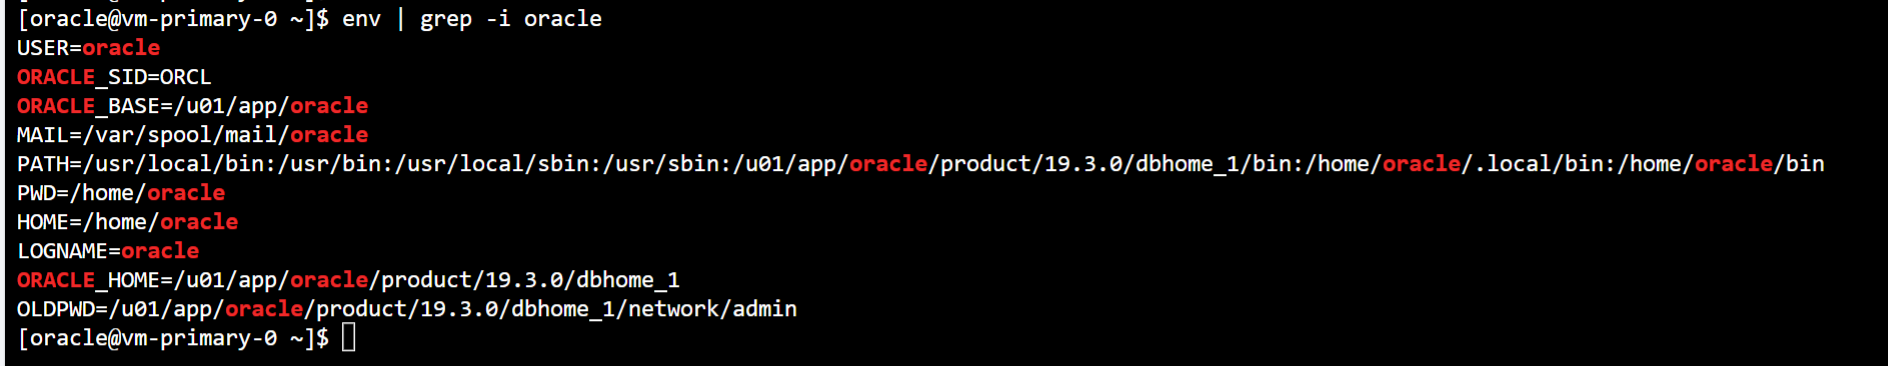 [oracle@vm-primary-0 ~]$ env | grep -i oracle
USER=oracle
ORACLE_SID=ORCL
ORACLE_BASE=/u01/app/oracle
MAIL=/var/spool/mail/oracle
PATH=/usr/local/bin:/usr/bin:/usr/local/sbin:/usr/sbin:/u01/app/oracle/product/19.3.0/dbhome_1/bin:/home/oracle/.local/bin:/home/oracle/bin
PWD=/home/oracle
HOME=/home/oracle
LOGNAME=oracle
ORACLE_HOME=/u01/app/oracle/product/19.3.0/dbhome_1
OLDPWD=/u01/app/oracle/product/19.3.0/dbhome_1/network/admin
[oracle@vm-primary-0 ~]$